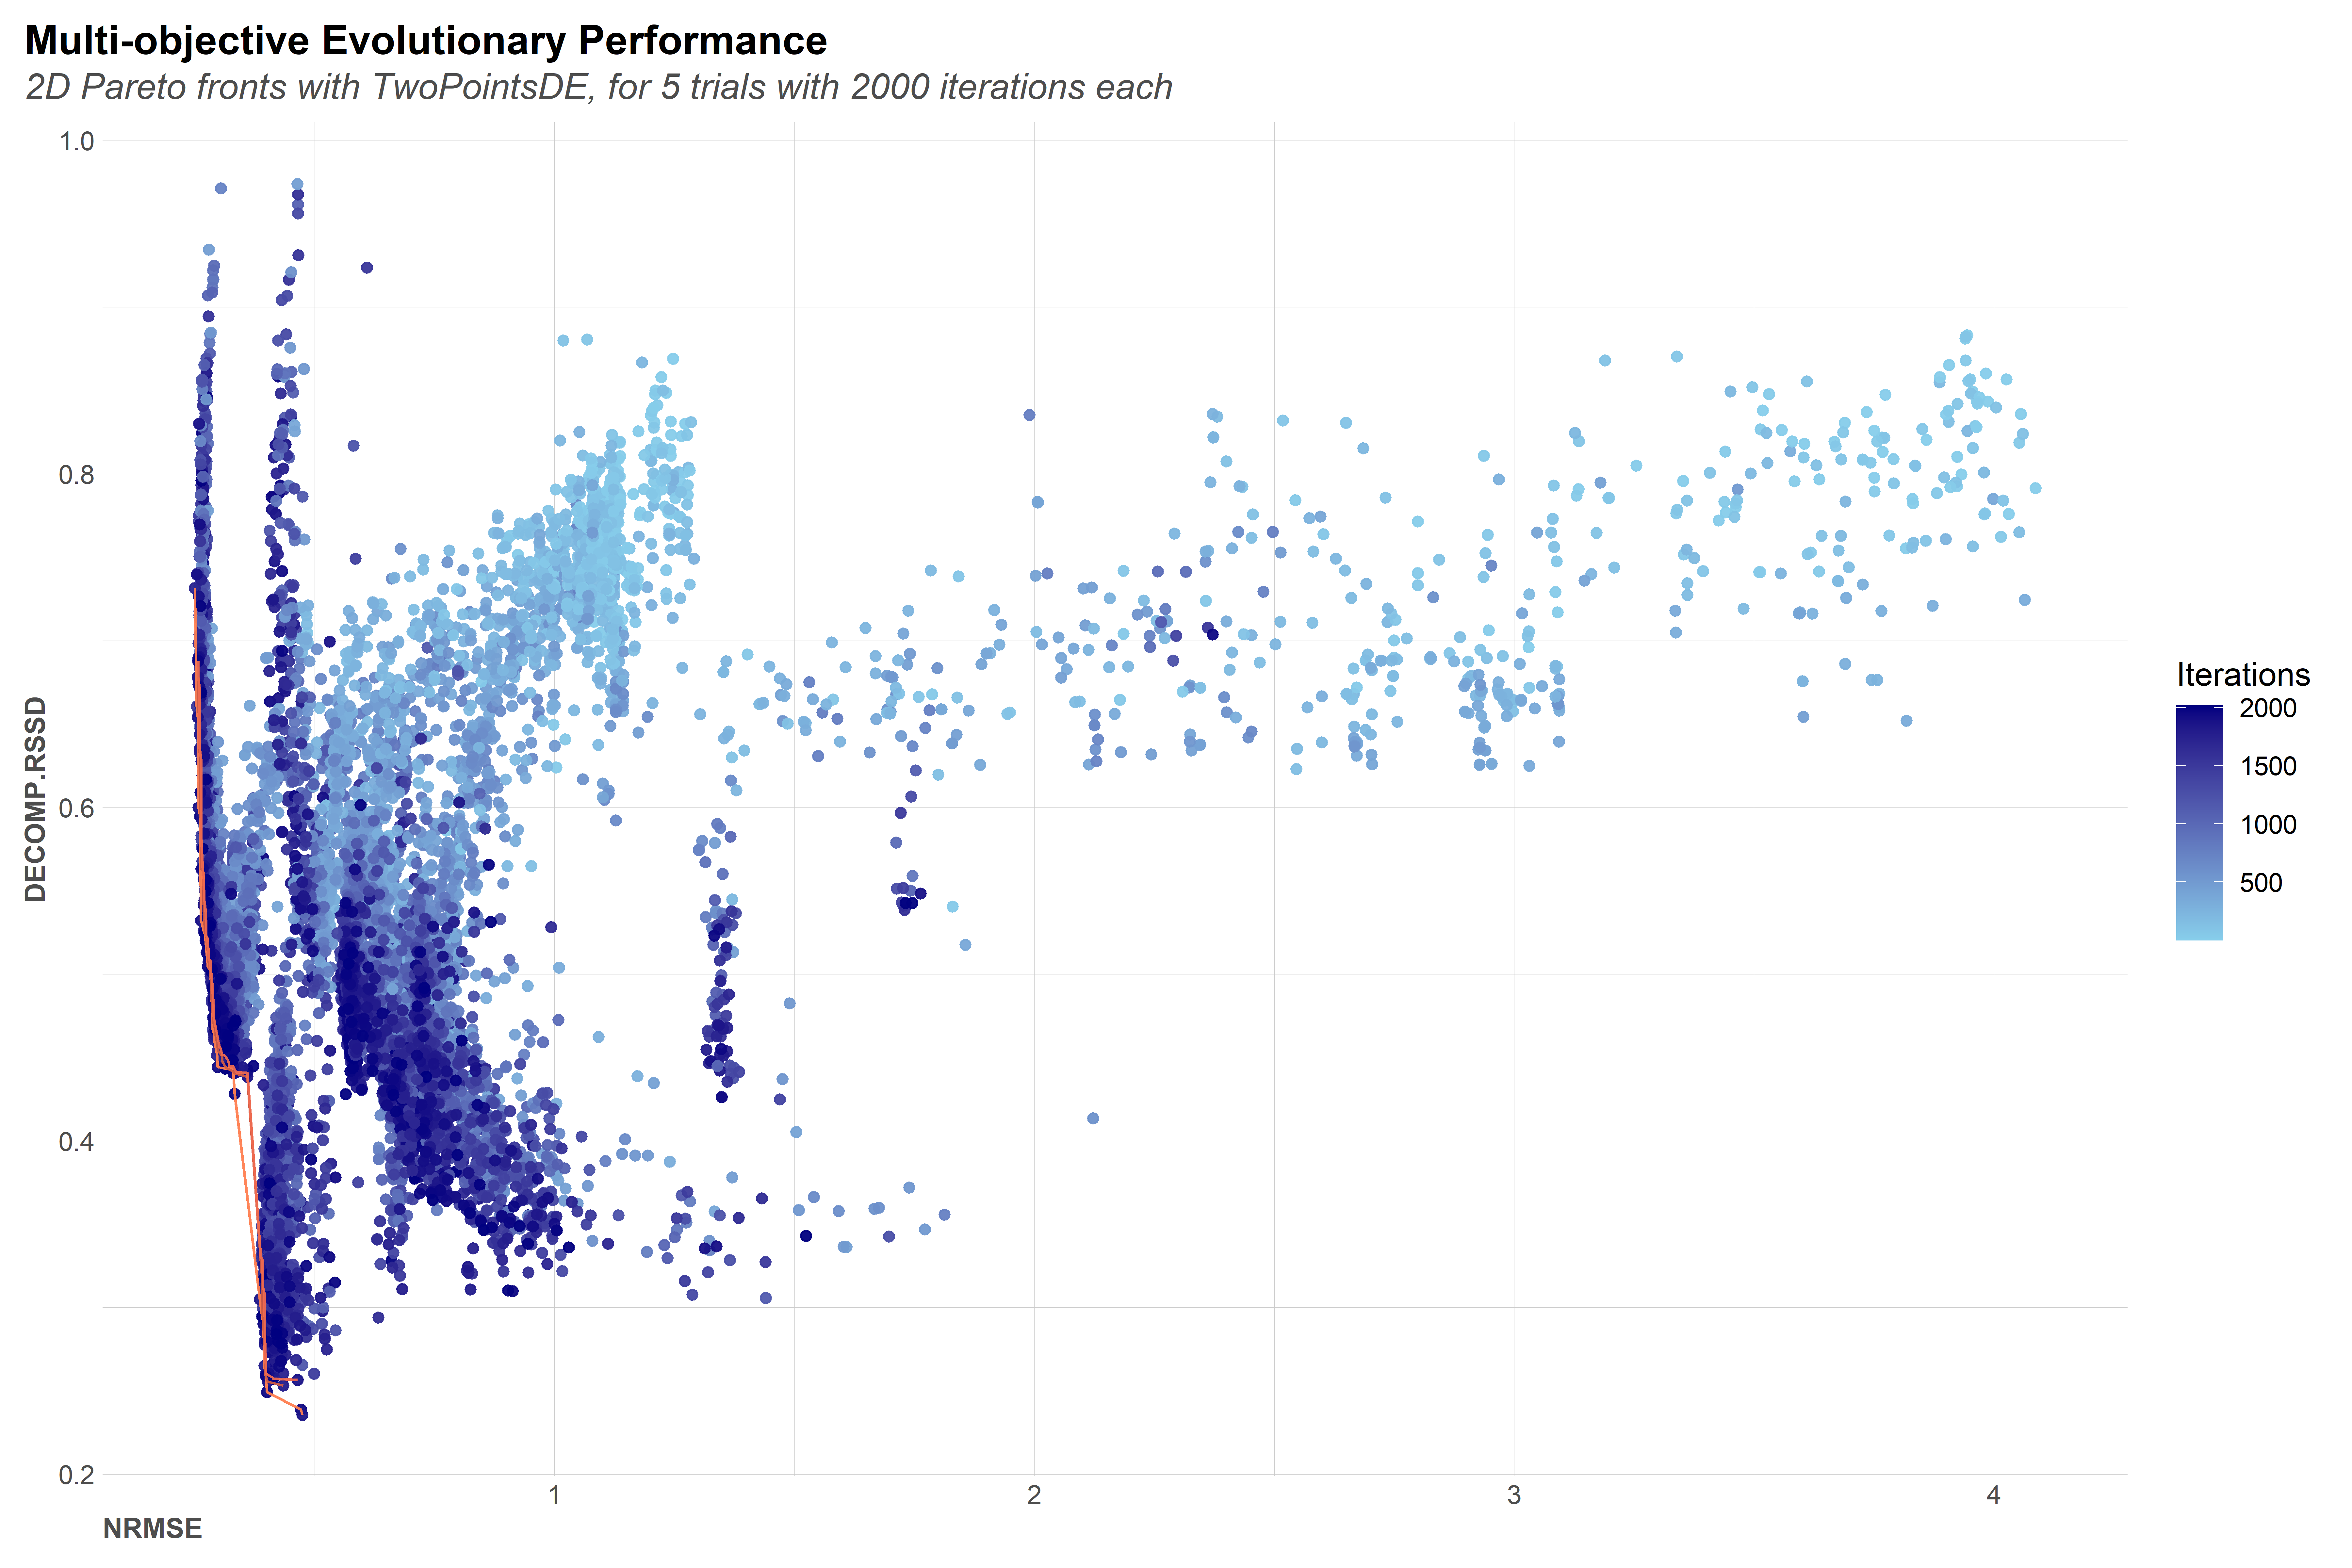 Multi-objective Evolutionary Performance
2D Pareto fronts with TwoPointsDE, for 5 trials with 2000 iterations each
1.0
0.8
0.6
0.4
0.2
DECOMP.RSSD
1
2
3
4
NRMSE
Iterations
2000
1500
1000
500